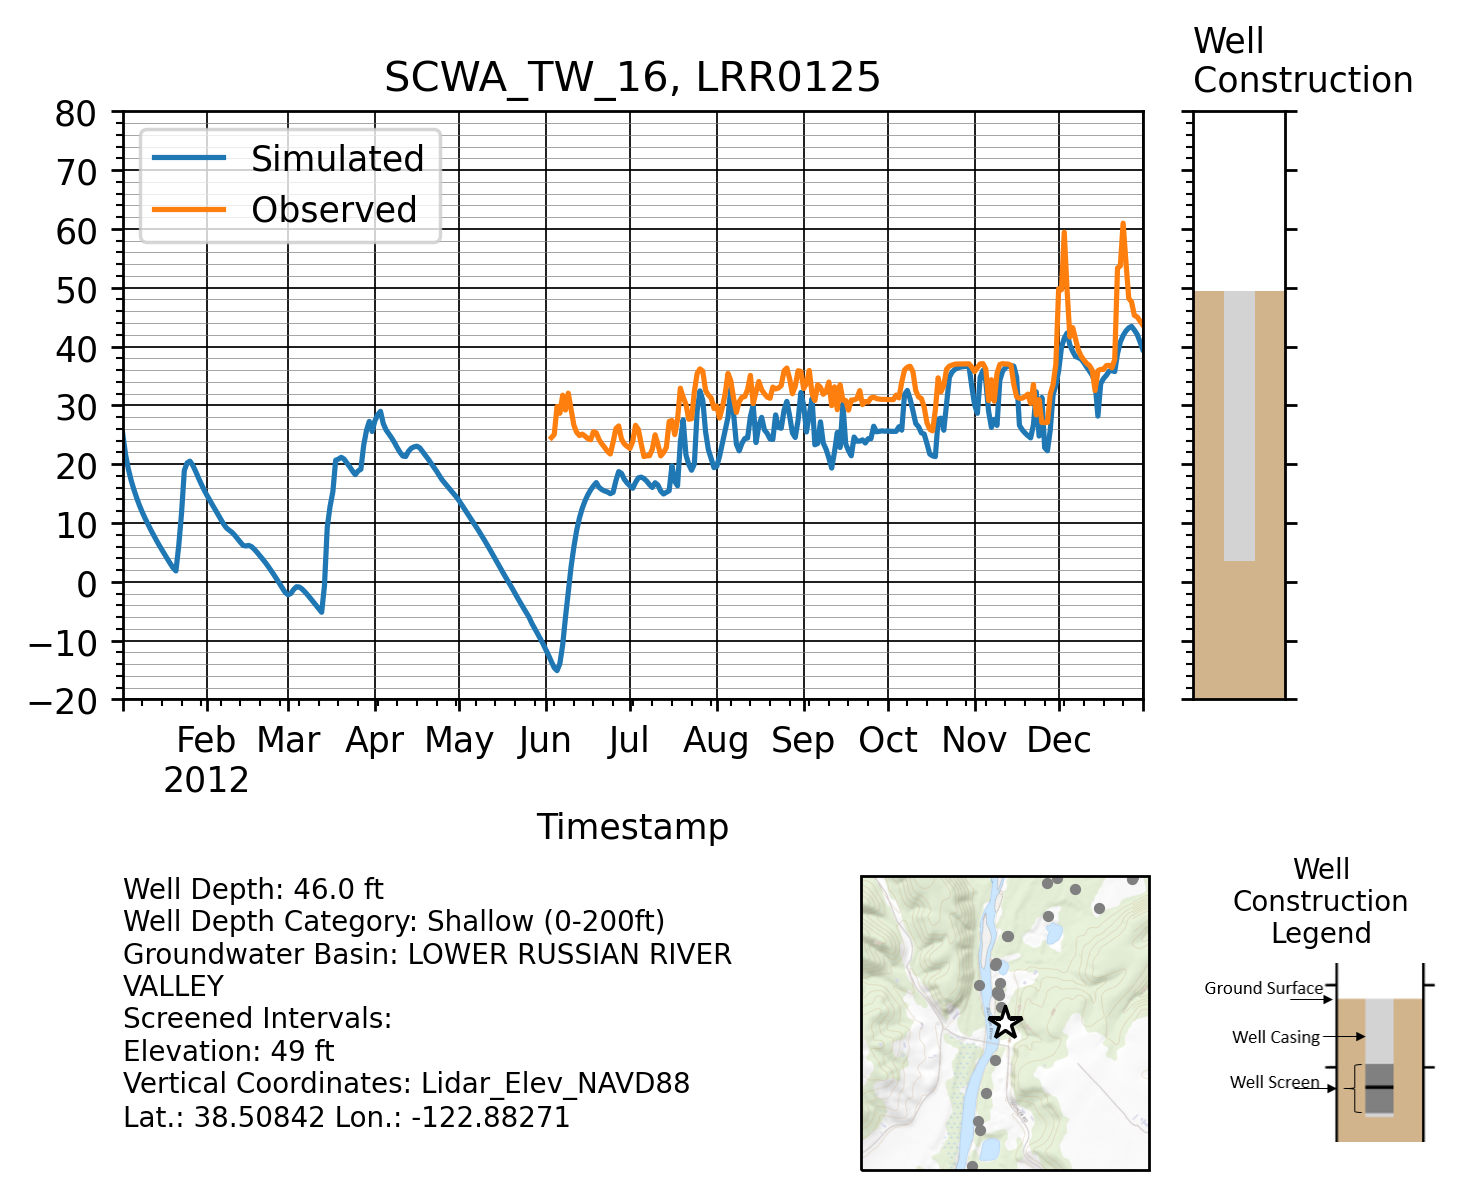 Well
Construction
SCWA_TW_16, LRR0125
80
70
60
50
40
30
20
10
0
−10
−20
Simulated
Observed
Feb
Mar
Apr
May
Jun
Jul
Aug
Sep
Oct
Nov
Dec
2012
Timestamp
Well Depth: 46.0 ft
Well Depth Category: Shallow (0-200ft)
Groundwater Basin: LOWER RUSSIAN RIVER
VALLEY
Screened Intervals:
Elevation: 49 ft
Vertical Coordinates: Lidar_Elev_NAVD88
Lat.: 38.50842 Lon.: -122.88271
Well
Construction
Legend
Ground Surface
Well Casing
Well Screen